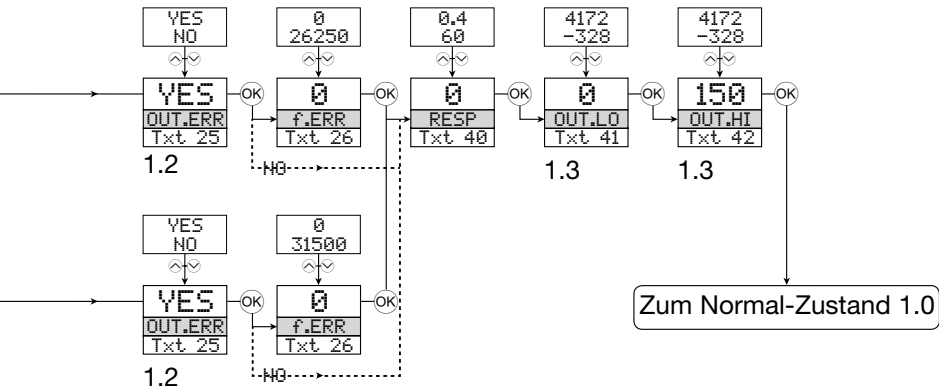 YES
NO
YES
OUT.ERR
Txt 25
1.2
OK
NO
0
26250
0
f.ERR
Txt 26
OK
0.4
60
0
RESP
Txt 40
OK
4172
-328
0
OUT.LO
Txt 41
1.3
OK
4172
-328
150
OUT.HI
Txt 42
1.3
OK
YES
NO
YES
OUT.ERR
Txt 25
1.2
OK
NO
0
31500
0
f.ERR
Txt 26
OK
Zum Normal-Zustand 1.0